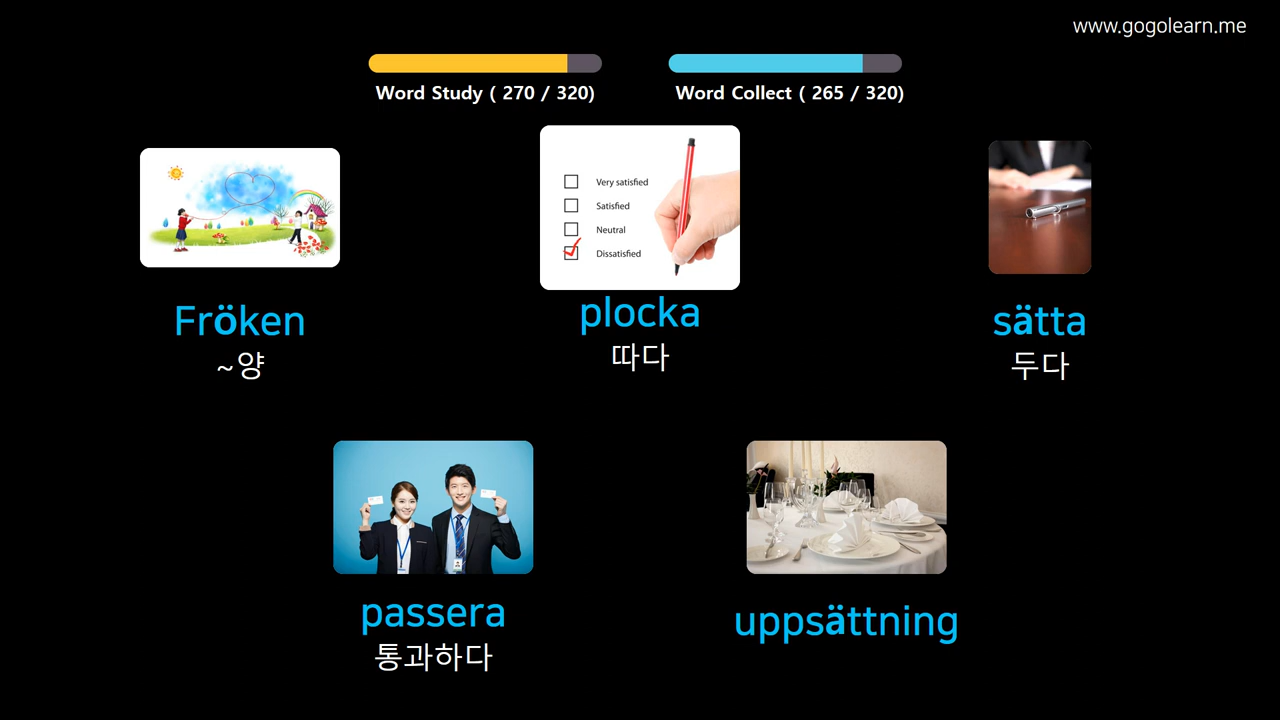 www.gogolearn.me
Word Study ( 270 / 320)
Word Collect ( 265 / 320)
Very satisfied
Satisfied
Neutral
Dissatisfied
Fröken
~양
plocka
따다
sätta
두다
passera
통과하다
uppsättning